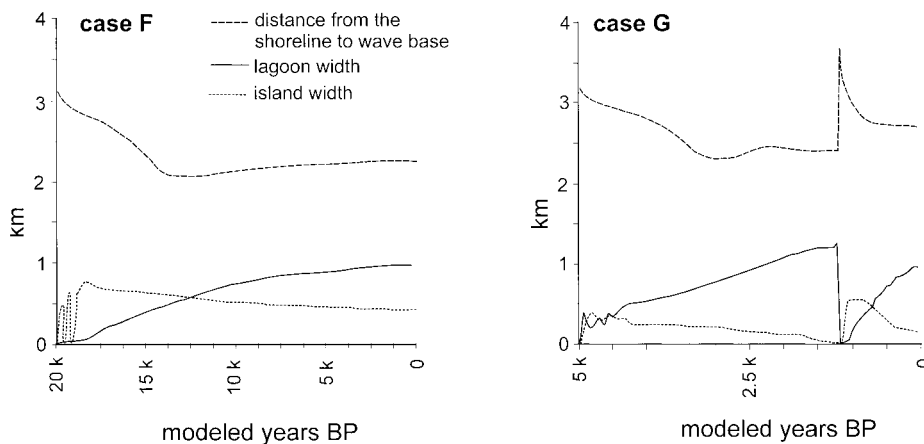 case F
distance from the
shoreline to wave base
lagoon width
island width
4
3
2
1
0
km
20 k
15 k
10 k
5 k
0
modeled years BP
case G
4
3
2
1
0
km
5 k
2.5 k
0
modeled years BP